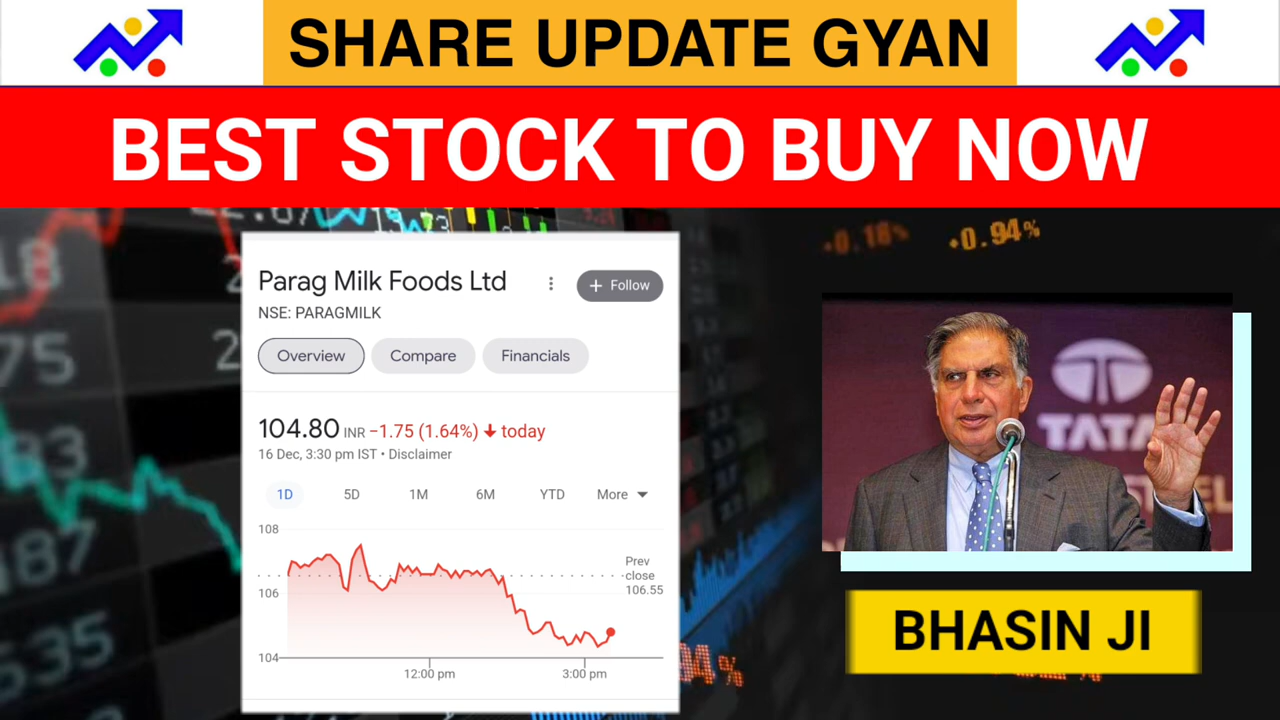 SHARE UPDATE GYAN
BEST STOCK TO BUY NOW
+0.94%
Parag Milk Foods Ltd
+ Follow
NSE: PARAGMILK
Overview Compare Financials
104.80 INR −1.75 (1.64%) ↓ today
16 Dec, 3:30 pm IST • Disclaimer
1D 5D 1M 6M YTD More
108
106
104
Prev
close
106.55
12:00 pm 3:00 pm
TATA
BHASIN JI